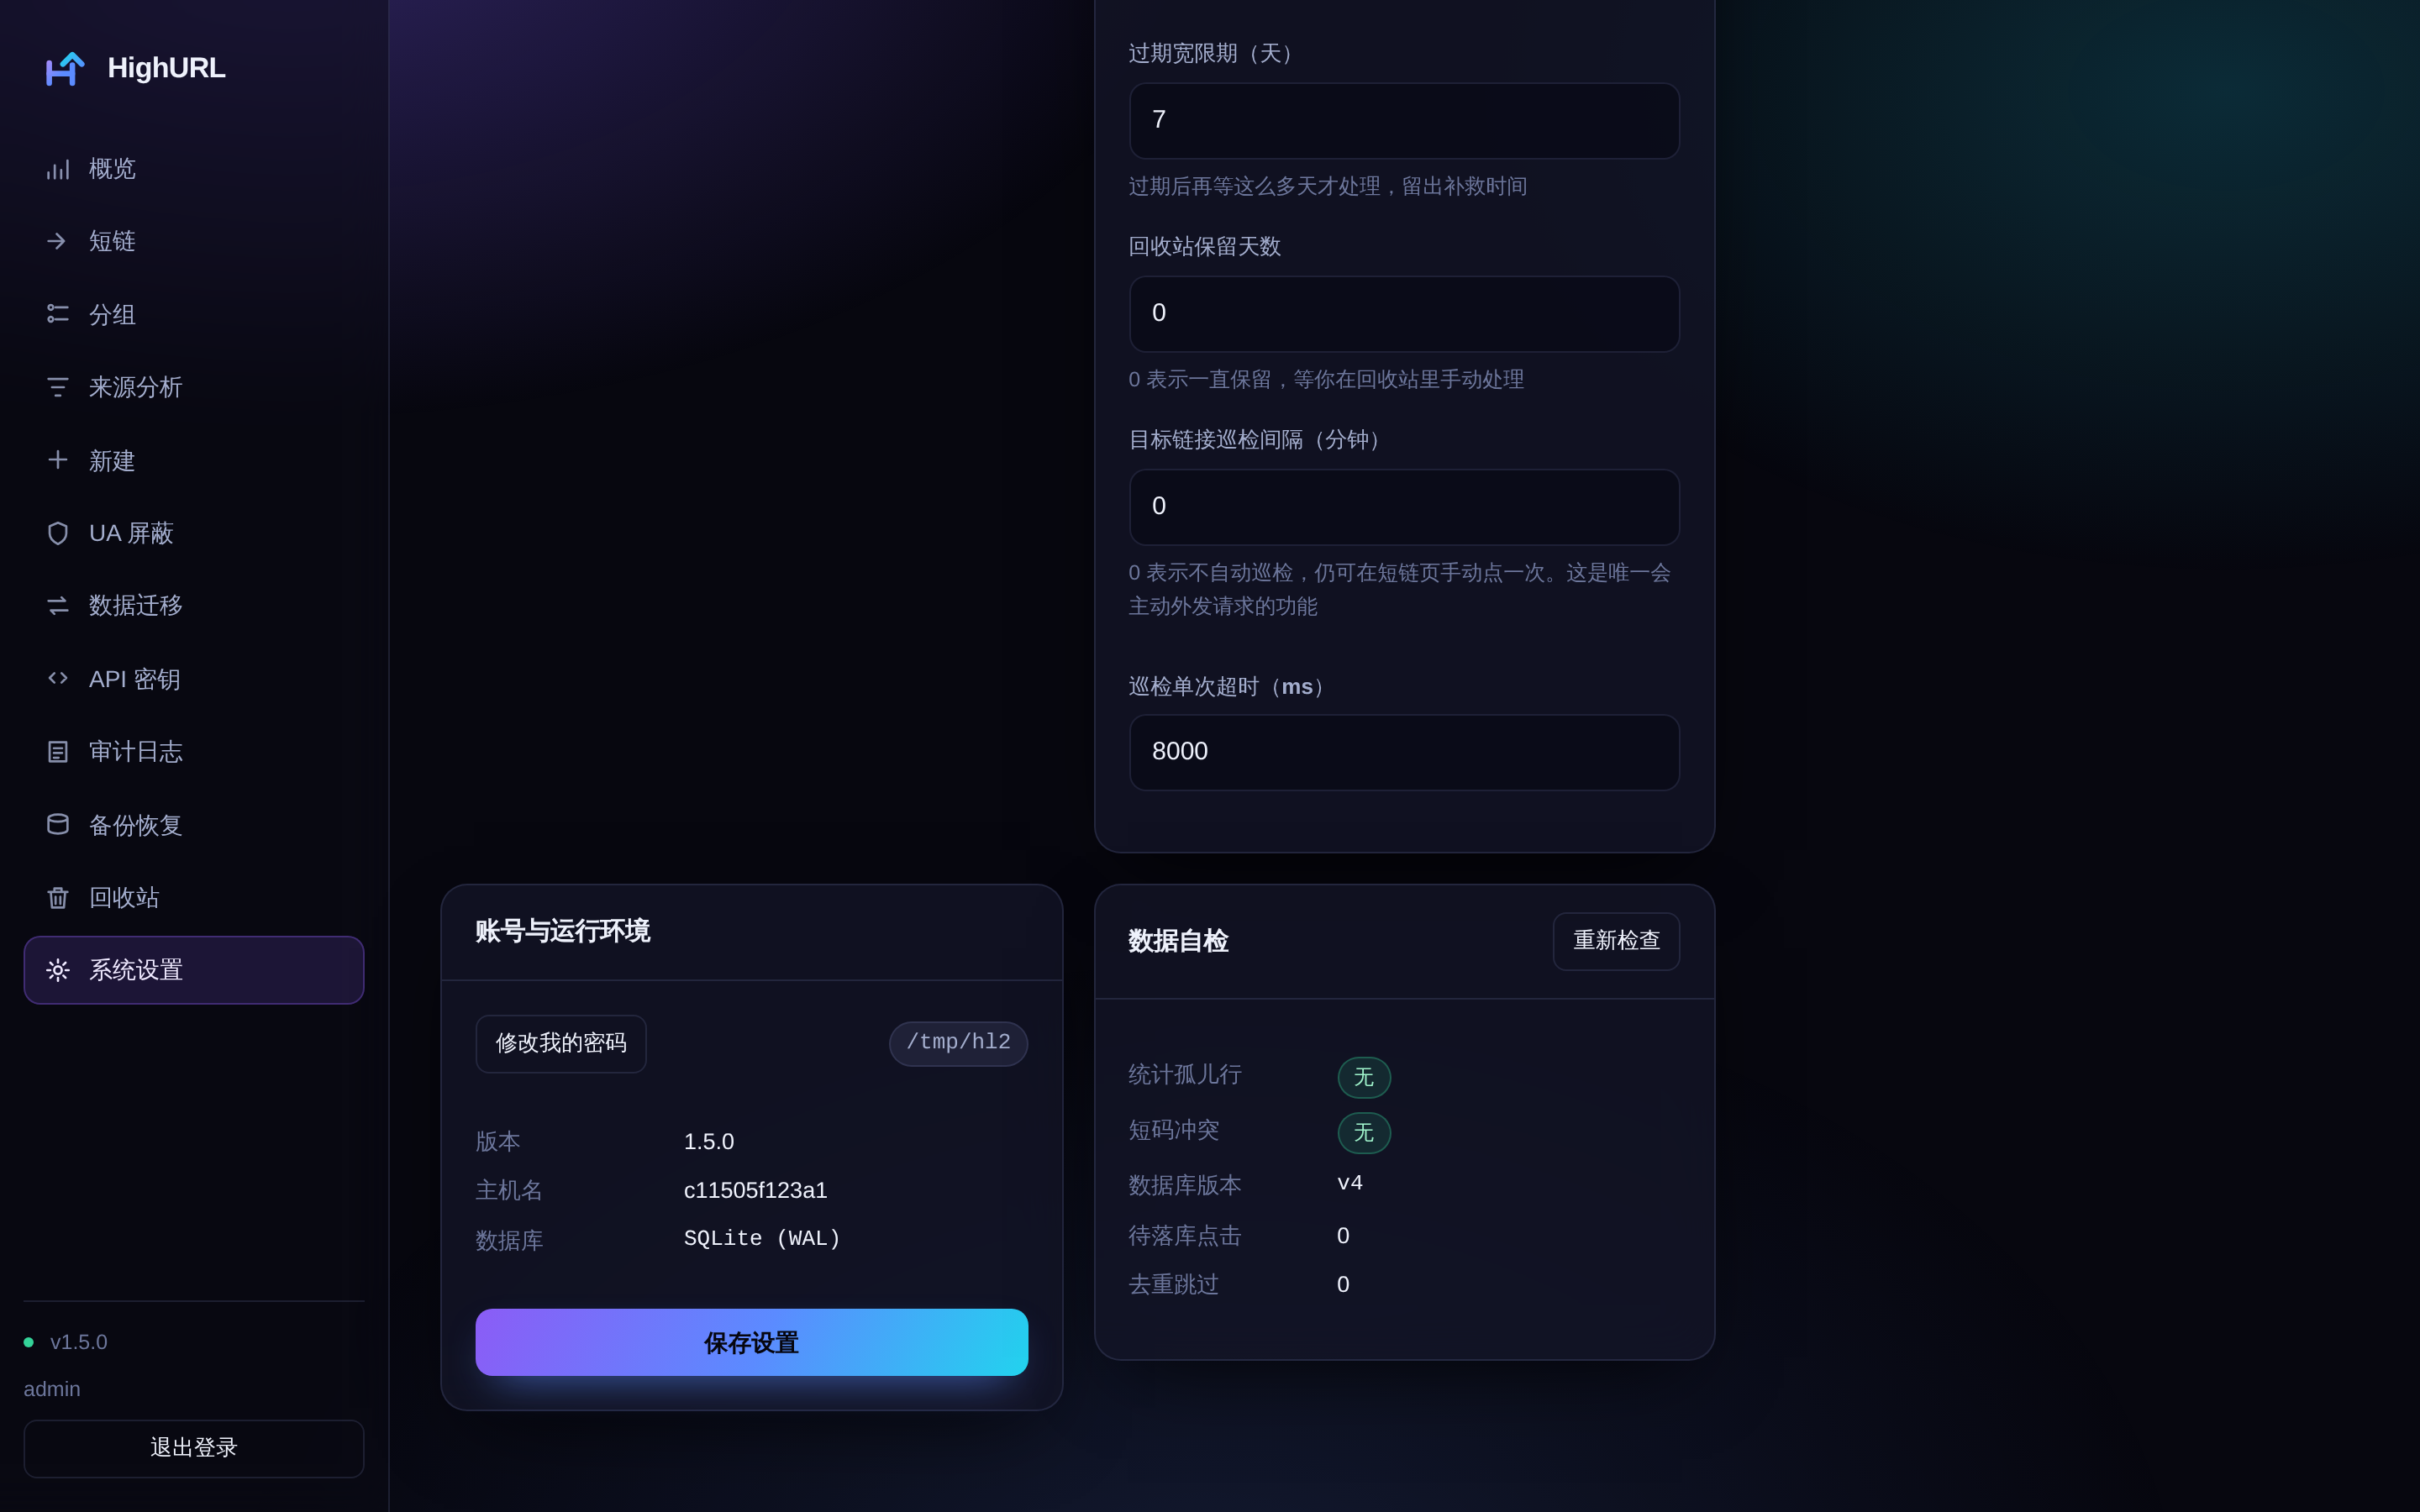 HighURL
概览
短链
分组
来源分析
新建
UA 屏蔽
数据迁移
API 密钥
审计日志
备份恢复
回收站
系统设置
v1.5.0
admin
退出登录
过期宽限期（天）
7
过期后再等这么多天才处理，留出补救时间
回收站保留天数
0
0 表示一直保留，等你在回收站里手动处理
目标链接巡检间隔（分钟）
0
0 表示不自动巡检，仍可在短链页手动点一次。这是唯一会
主动外发请求的功能
巡检单次超时（ms）
8000
账号与运行环境
修改我的密码
/tmp/hl2
版本 1.5.0
主机名 c11505f123a1
数据库 SQLite (WAL)
保存设置
数据自检
重新检查
统计孤儿行 无
短码冲突 无
数据库版本 v4
待落库点击 0
去重跳过 0